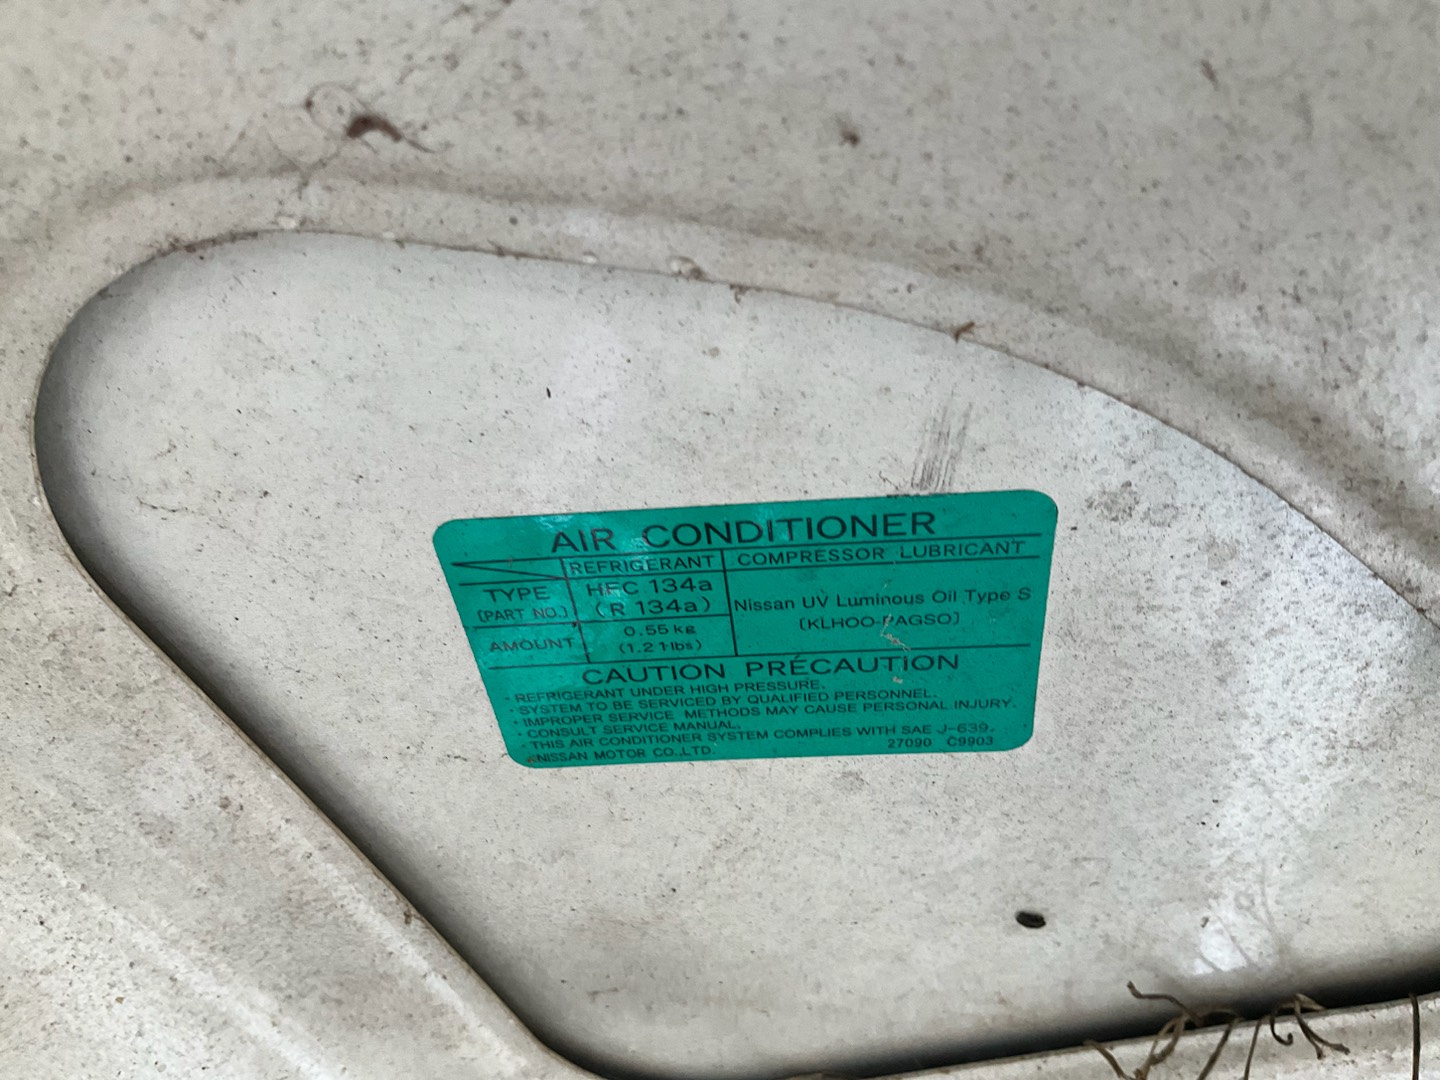 AIR CONDITIONER
REFRIGERANT COMPRESSOR LUBRICANT
TYPE HFC 134a
(PART NO.) (R 134a)
Nissan UV Luminous Oil Type S
(KLH00-PAGS0)
AMOUNT 0.55 kg
(1.21 lbs)
CAUTION PRÉCAUTION
· REFRIGERANT UNDER HIGH PRESSURE.
· SYSTEM TO BE SERVICED BY QUALIFIED PERSONNEL.
· IMPROPER SERVICE METHODS MAY CAUSE PERSONAL INJURY.
· CONSULT SERVICE MANUAL.
· THIS AIR CONDITIONER SYSTEM COMPLIES WITH SAE J-639.
NISSAN MOTOR CO.,LTD. 27090 C9903